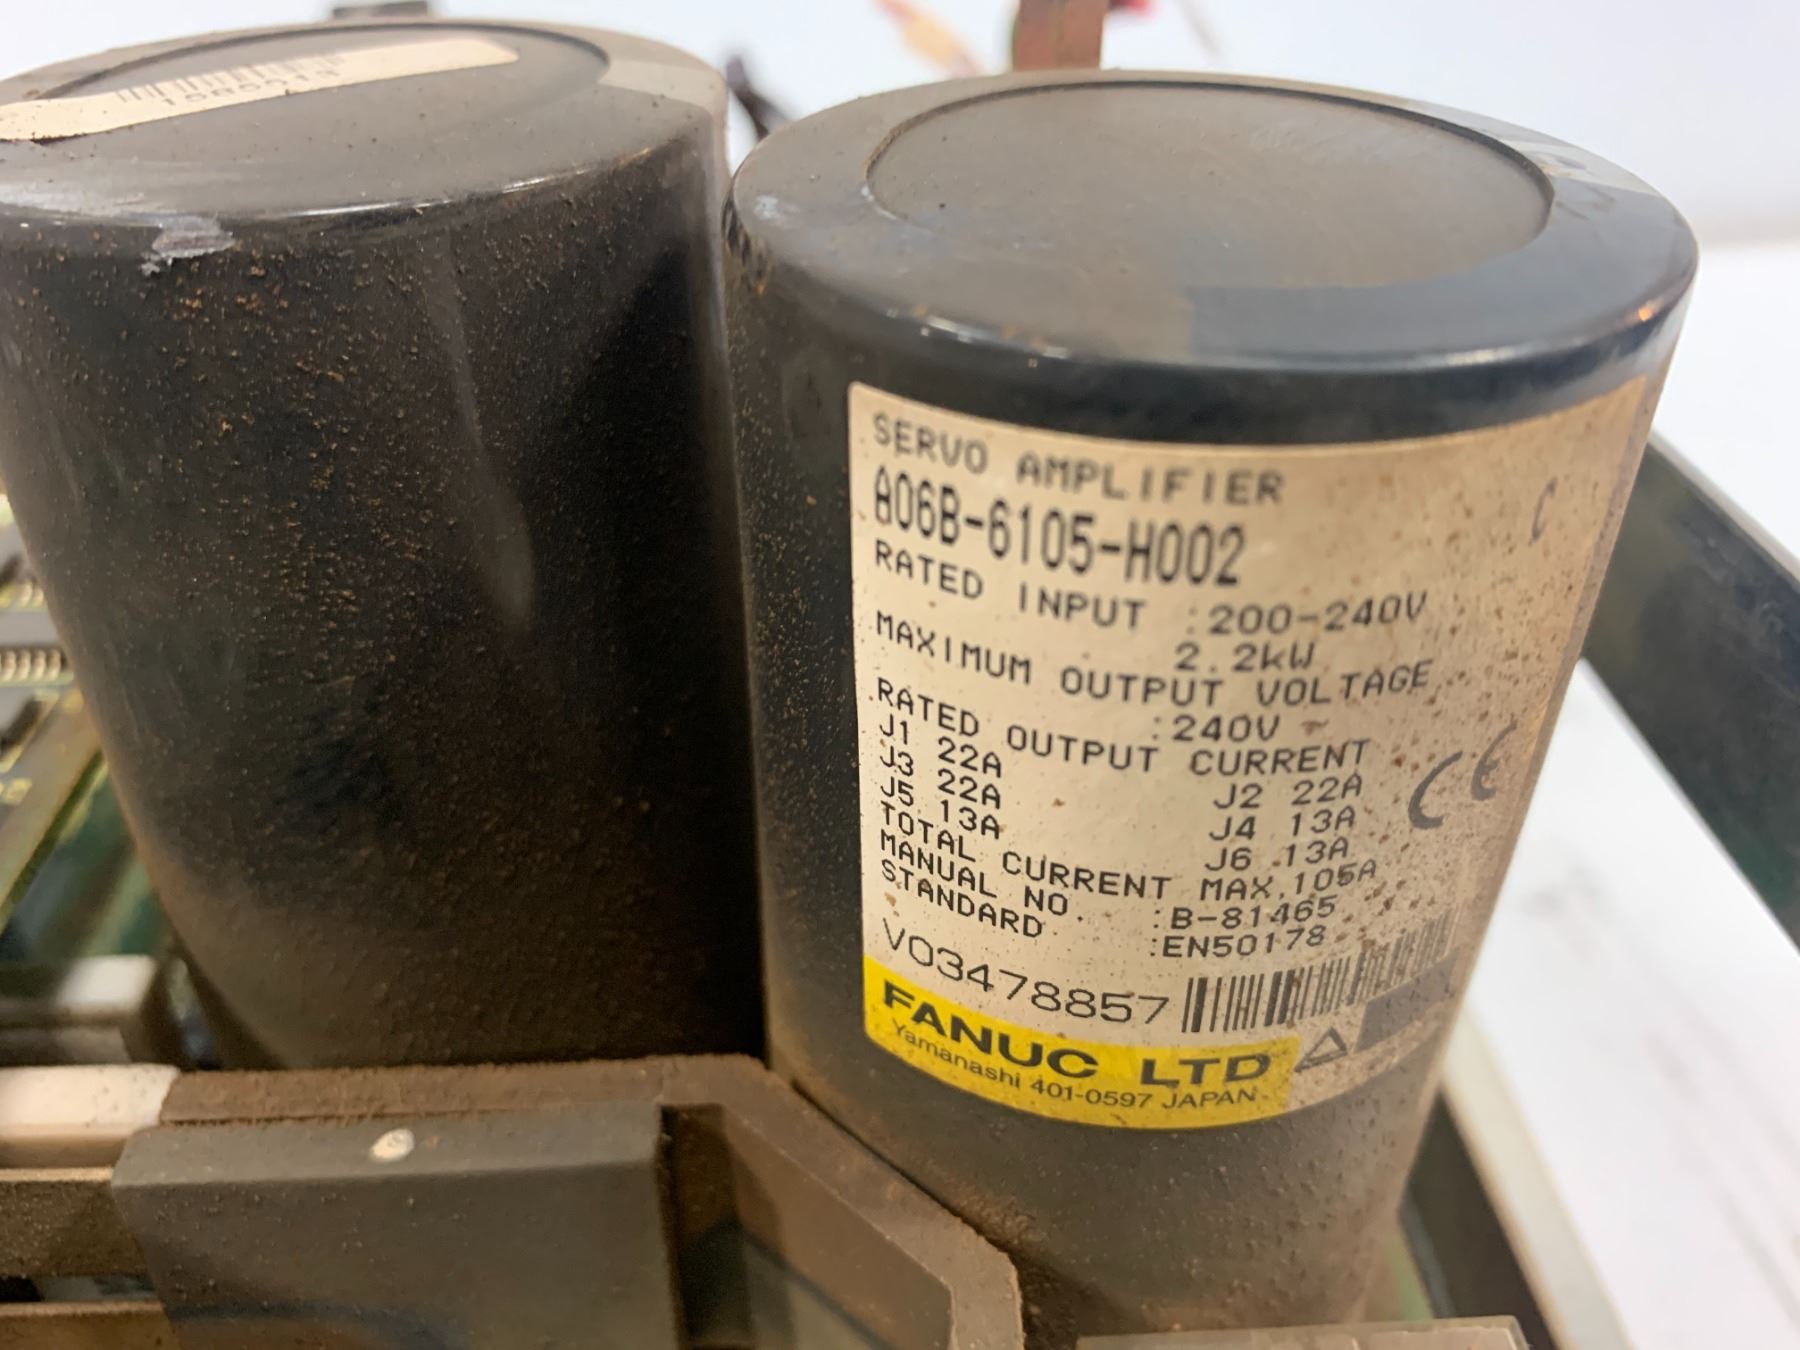 SERVO AMPLIFIER
A06B-6105-H002
RATED INPUT :200-240V
2.2kW
MAXIMUM OUTPUT VOLTAGE
:240V ~
RATED OUTPUT CURRENT
J1 22A J2 22A
J3 22A J4 13A
J5 13A J6 13A
TOTAL CURRENT MAX.105A
MANUAL NO. :B-81465
STANDARD :EN50178
V03478857
FANUC LTD
Yamanashi 401-0597 JAPAN
C
CE